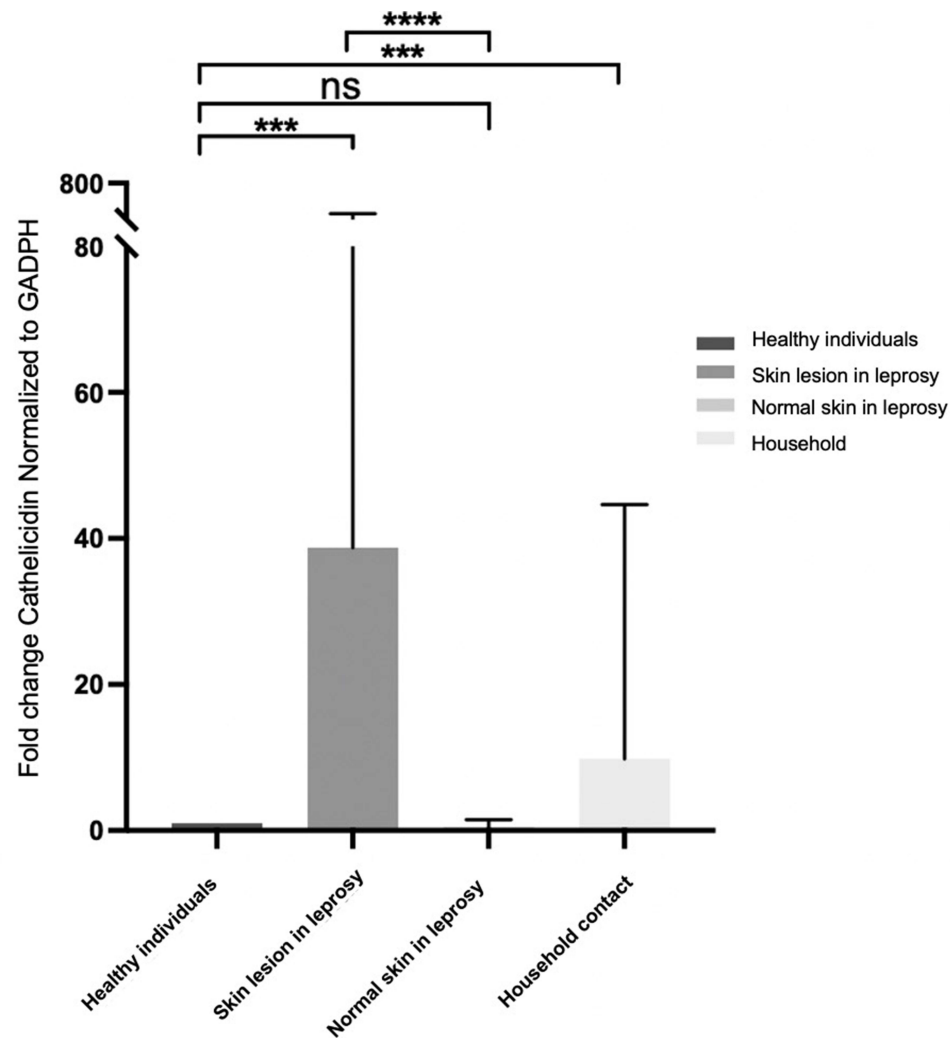 ****
***
ns
***
800
80
60
40
20
0
Fold change Cathelicidin Normalized to GADPH
Healthy individuals
Skin lesion in leprosy
Normal skin in leprosy
Household
Healthy individuals
Skin lesion in leprosy
Normal skin in leprosy
Household contact